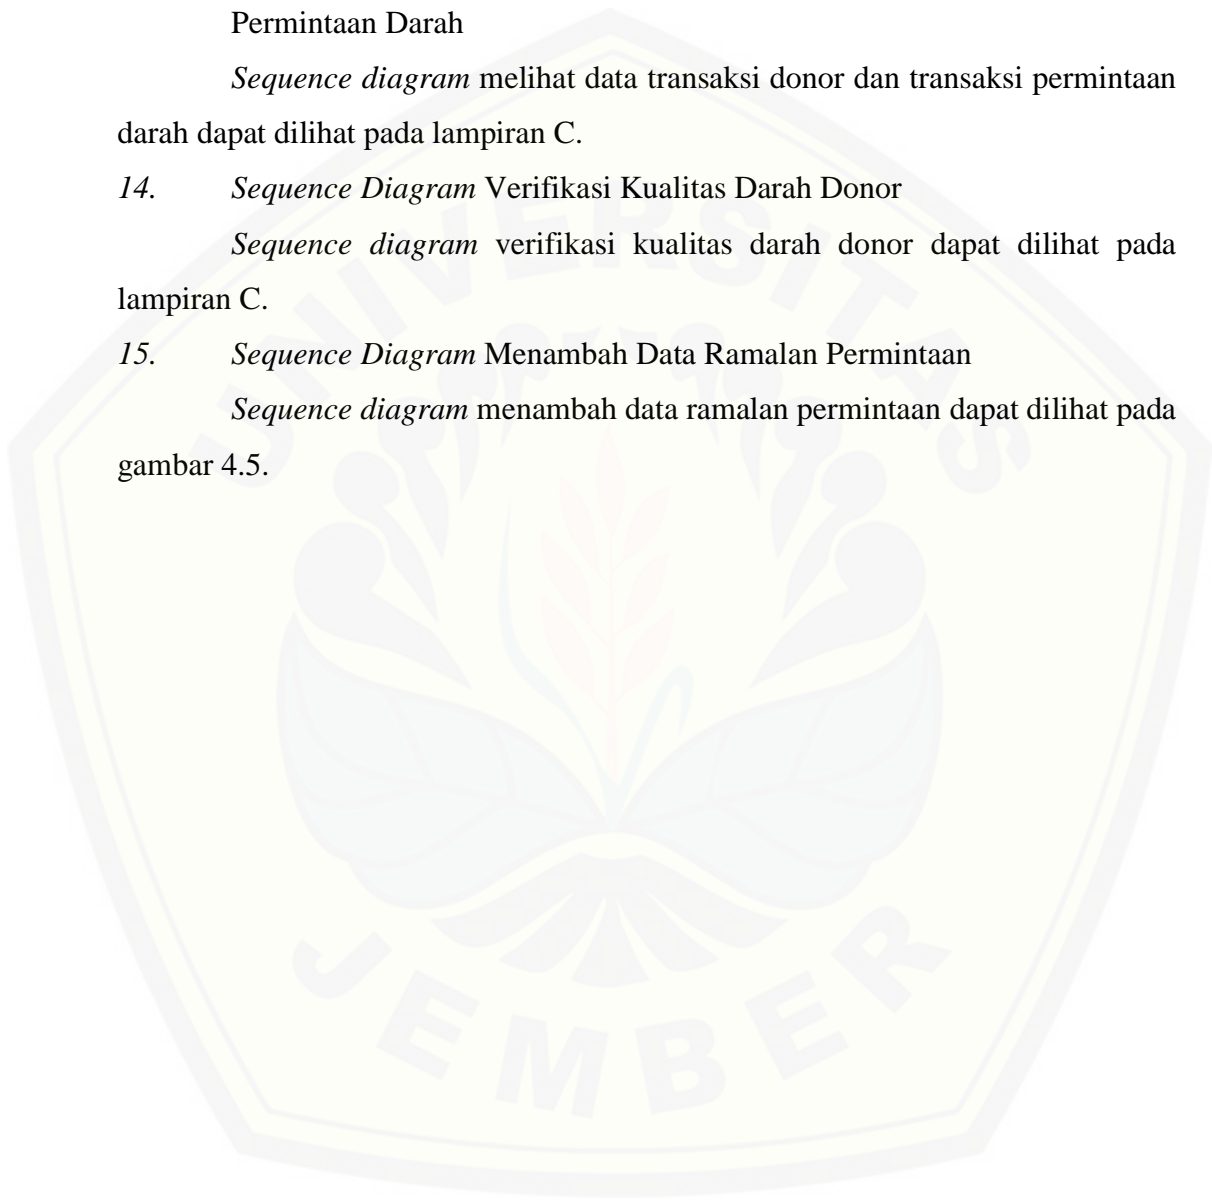 Permintaan Darah
Sequence diagram melihat data transaksi donor dan transaksi permintaan
darah dapat dilihat pada lampiran C.
14. Sequence Diagram Verifikasi Kualitas Darah Donor
Sequence diagram verifikasi kualitas darah donor dapat dilihat pada
lampiran C.
15. Sequence Diagram Menambah Data Ramalan Permintaan
Sequence diagram menambah data ramalan permintaan dapat dilihat pada
gambar 4.5.
UNIVERSITAS
JEMBER